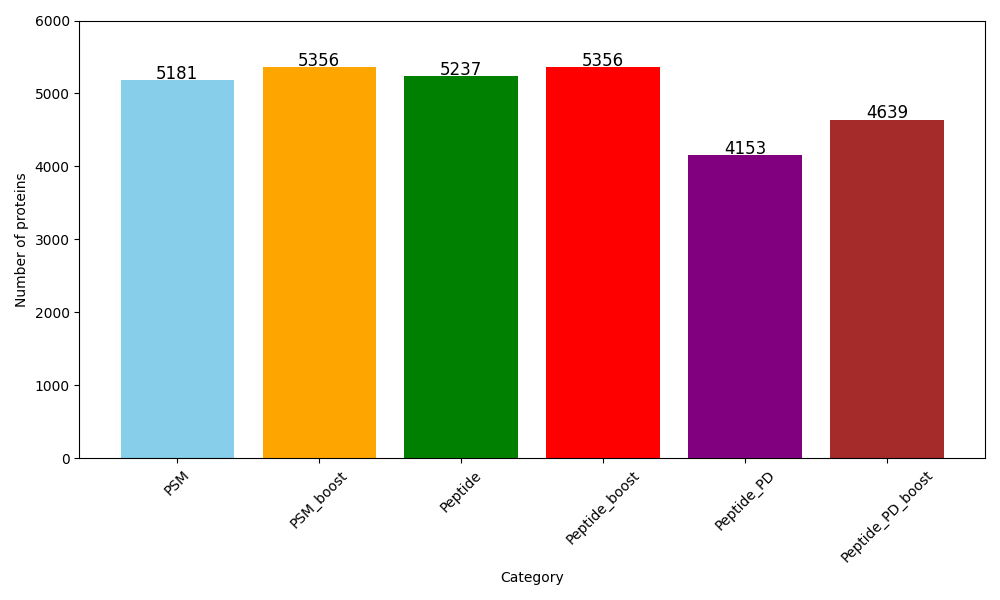 Number of proteins
6000
5000
4000
3000
2000
1000
0
5181
5356
5237
5356
4153
4639
PSM
PSM_boost
Peptide
Peptide_boost
Peptide_PD
Peptide_PD_boost
Category